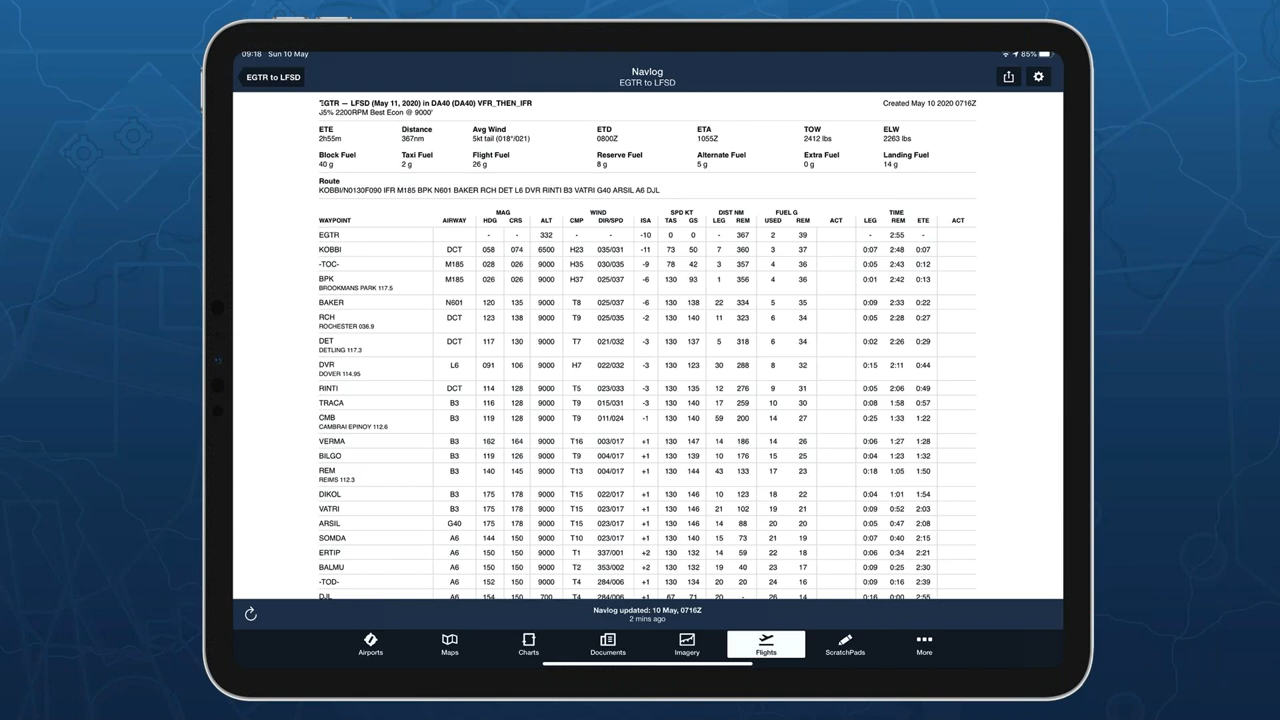 09:18 Sun 10 May 85%
EGTR to LFSD
Navlog
EGTR to LFSD
EGTR — LFSD (May 11, 2020) in DA40 (DA40) VFR_THEN_IFR
Created May 10 2020 0716Z
2200RPM Best Econ @ 9000'
ETE Distance Avg Wind ETD ETA TOW ELW
2h55m 367nm 5kt tail (018°/021) 0800Z 1055Z 2412 lbs 2263 lbs
Block Fuel Taxi Fuel Flight Fuel Reserve Fuel Alternate Fuel Extra Fuel Landing Fuel
40 g 2 g 26 g 8 g 5 g 0 g 14 g
Route
KOBBI/N0130F090 IFR M185 BPK N601 BAKER RCH DET L6 DVR RINTI B3 VATRI G40 ARSIL A6 DJL
MAG WIND SPD KT DIST NM FUEL G TIME
WAYPOINT AIRWAY HDG CRS ALT CMP DIR/SPD ISA TAS GS LEG REM USED REM ACT LEG REM ETE ACT
EGTR - - 332 - - -10 0 0 - 367 2 39 - 2:55 -
KOBBI DCT 058 074 6500 H23 035/031 -11 73 50 7 360 3 37 0:07 2:48 0:07
-TOC- M185 028 026 9000 H35 030/035 -9 78 42 3 357 4 36 0:05 2:43 0:12
BPK M185 026 026 9000 H37 025/037 -6 130 93 1 356 4 36 0:01 2:42 0:13
BROOKMANS PARK 117.5
BAKER N601 120 135 9000 T8 025/037 -6 130 138 22 334 5 35 0:09 2:33 0:22
RCH DCT 123 138 9000 T9 025/035 -2 130 140 11 323 6 34 0:05 2:28 0:27
ROCHESTER 036.9
DET DCT 117 130 9000 T7 021/032 -3 130 137 5 318 6 34 0:02 2:26 0:29
DETLING 117.3
DVR L6 091 106 9000 H7 022/032 -3 130 123 30 288 8 32 0:15 2:11 0:44
DOVER 114.95
RINTI DCT 114 128 9000 T5 023/033 -3 130 135 12 276 9 31 0:05 2:06 0:49
TRACA B3 116 128 9000 T9 015/031 -3 130 140 17 259 10 30 0:08 1:58 0:57
CMB B3 119 128 9000 T9 011/024 -1 130 140 59 200 14 27 0:25 1:33 1:22
CAMBRAI EPINOY 112.6
VERMA B3 162 164 9000 T16 003/017 +1 130 147 14 186 14 26 0:06 1:27 1:28
BILGO B3 119 126 9000 T9 004/017 +1 130 139 10 176 15 25 0:04 1:23 1:32
REM B3 140 145 9000 T13 004/017 +1 130 144 43 133 17 23 0:18 1:05 1:50
REIMS 112.3
DIKOL B3 175 178 9000 T15 022/017 +1 130 146 10 123 18 22 0:04 1:01 1:54
VATRI B3 175 178 9000 T15 023/017 +1 130 146 21 102 19 21 0:09 0:52 2:03
ARSIL G40 175 178 9000 T15 023/017 +1 130 146 14 88 20 20 0:05 0:47 2:08
SOMDA A6 144 150 9000 T10 023/017 +1 130 140 15 73 21 19 0:07 0:40 2:15
ERTIP A6 150 150 9000 T1 337/001 +2 130 132 14 59 22 18 0:06 0:34 2:21
BALMU A6 150 150 9000 T2 353/002 +2 130 132 19 40 23 17 0:09 0:25 2:30
-TOD- A6 152 150 9000 T4 284/006 +1 130 134 20 20 24 16 0:09 0:16 2:39
DJL A6 154 150 700 T4 284/006 +1 67 71 20 - 26 14 0:16 0:00 2:55
Navlog updated: 10 May, 0716Z
2 mins ago
Airports Maps Charts Documents Imagery Flights ScratchPads More